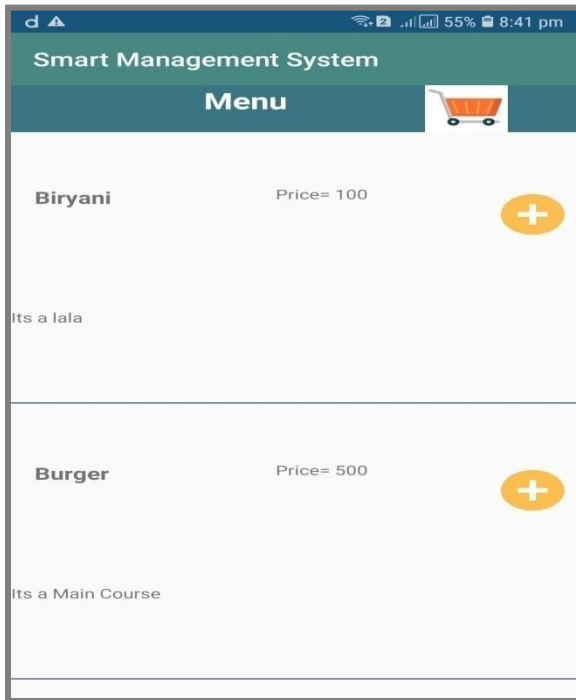 d 2 55% 8:41 pm
Smart Management System
Menu
Biryani Price= 100
Its a lala
Burger Price= 500
Its a Main Course